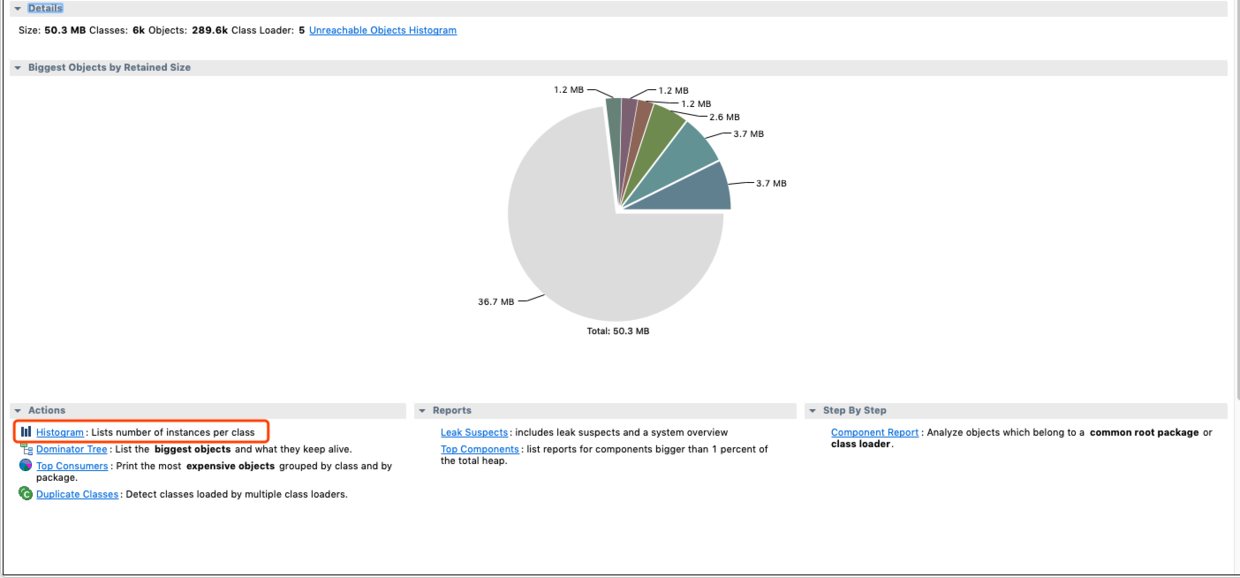 Details
Size: 50.3 MB Classes: 6k Objects: 289.6k Class Loader: 5 Unreachable Objects Histogram
Biggest Objects by Retained Size
1.2 MB
1.2 MB
1.2 MB
2.6 MB
3.7 MB
3.7 MB
36.7 MB
Total: 50.3 MB
Actions
Histogram: Lists number of instances per class
Dominator Tree: List the biggest objects and what they keep alive.
Top Consumers: Print the most expensive objects grouped by class and by
package.
Duplicate Classes: Detect classes loaded by multiple class loaders.
Reports
Leak Suspects: includes leak suspects and a system overview
Top Components: list reports for components bigger than 1 percent of
the total heap.
Step By Step
Component Report: Analyze objects which belong to a common root package or
class loader.